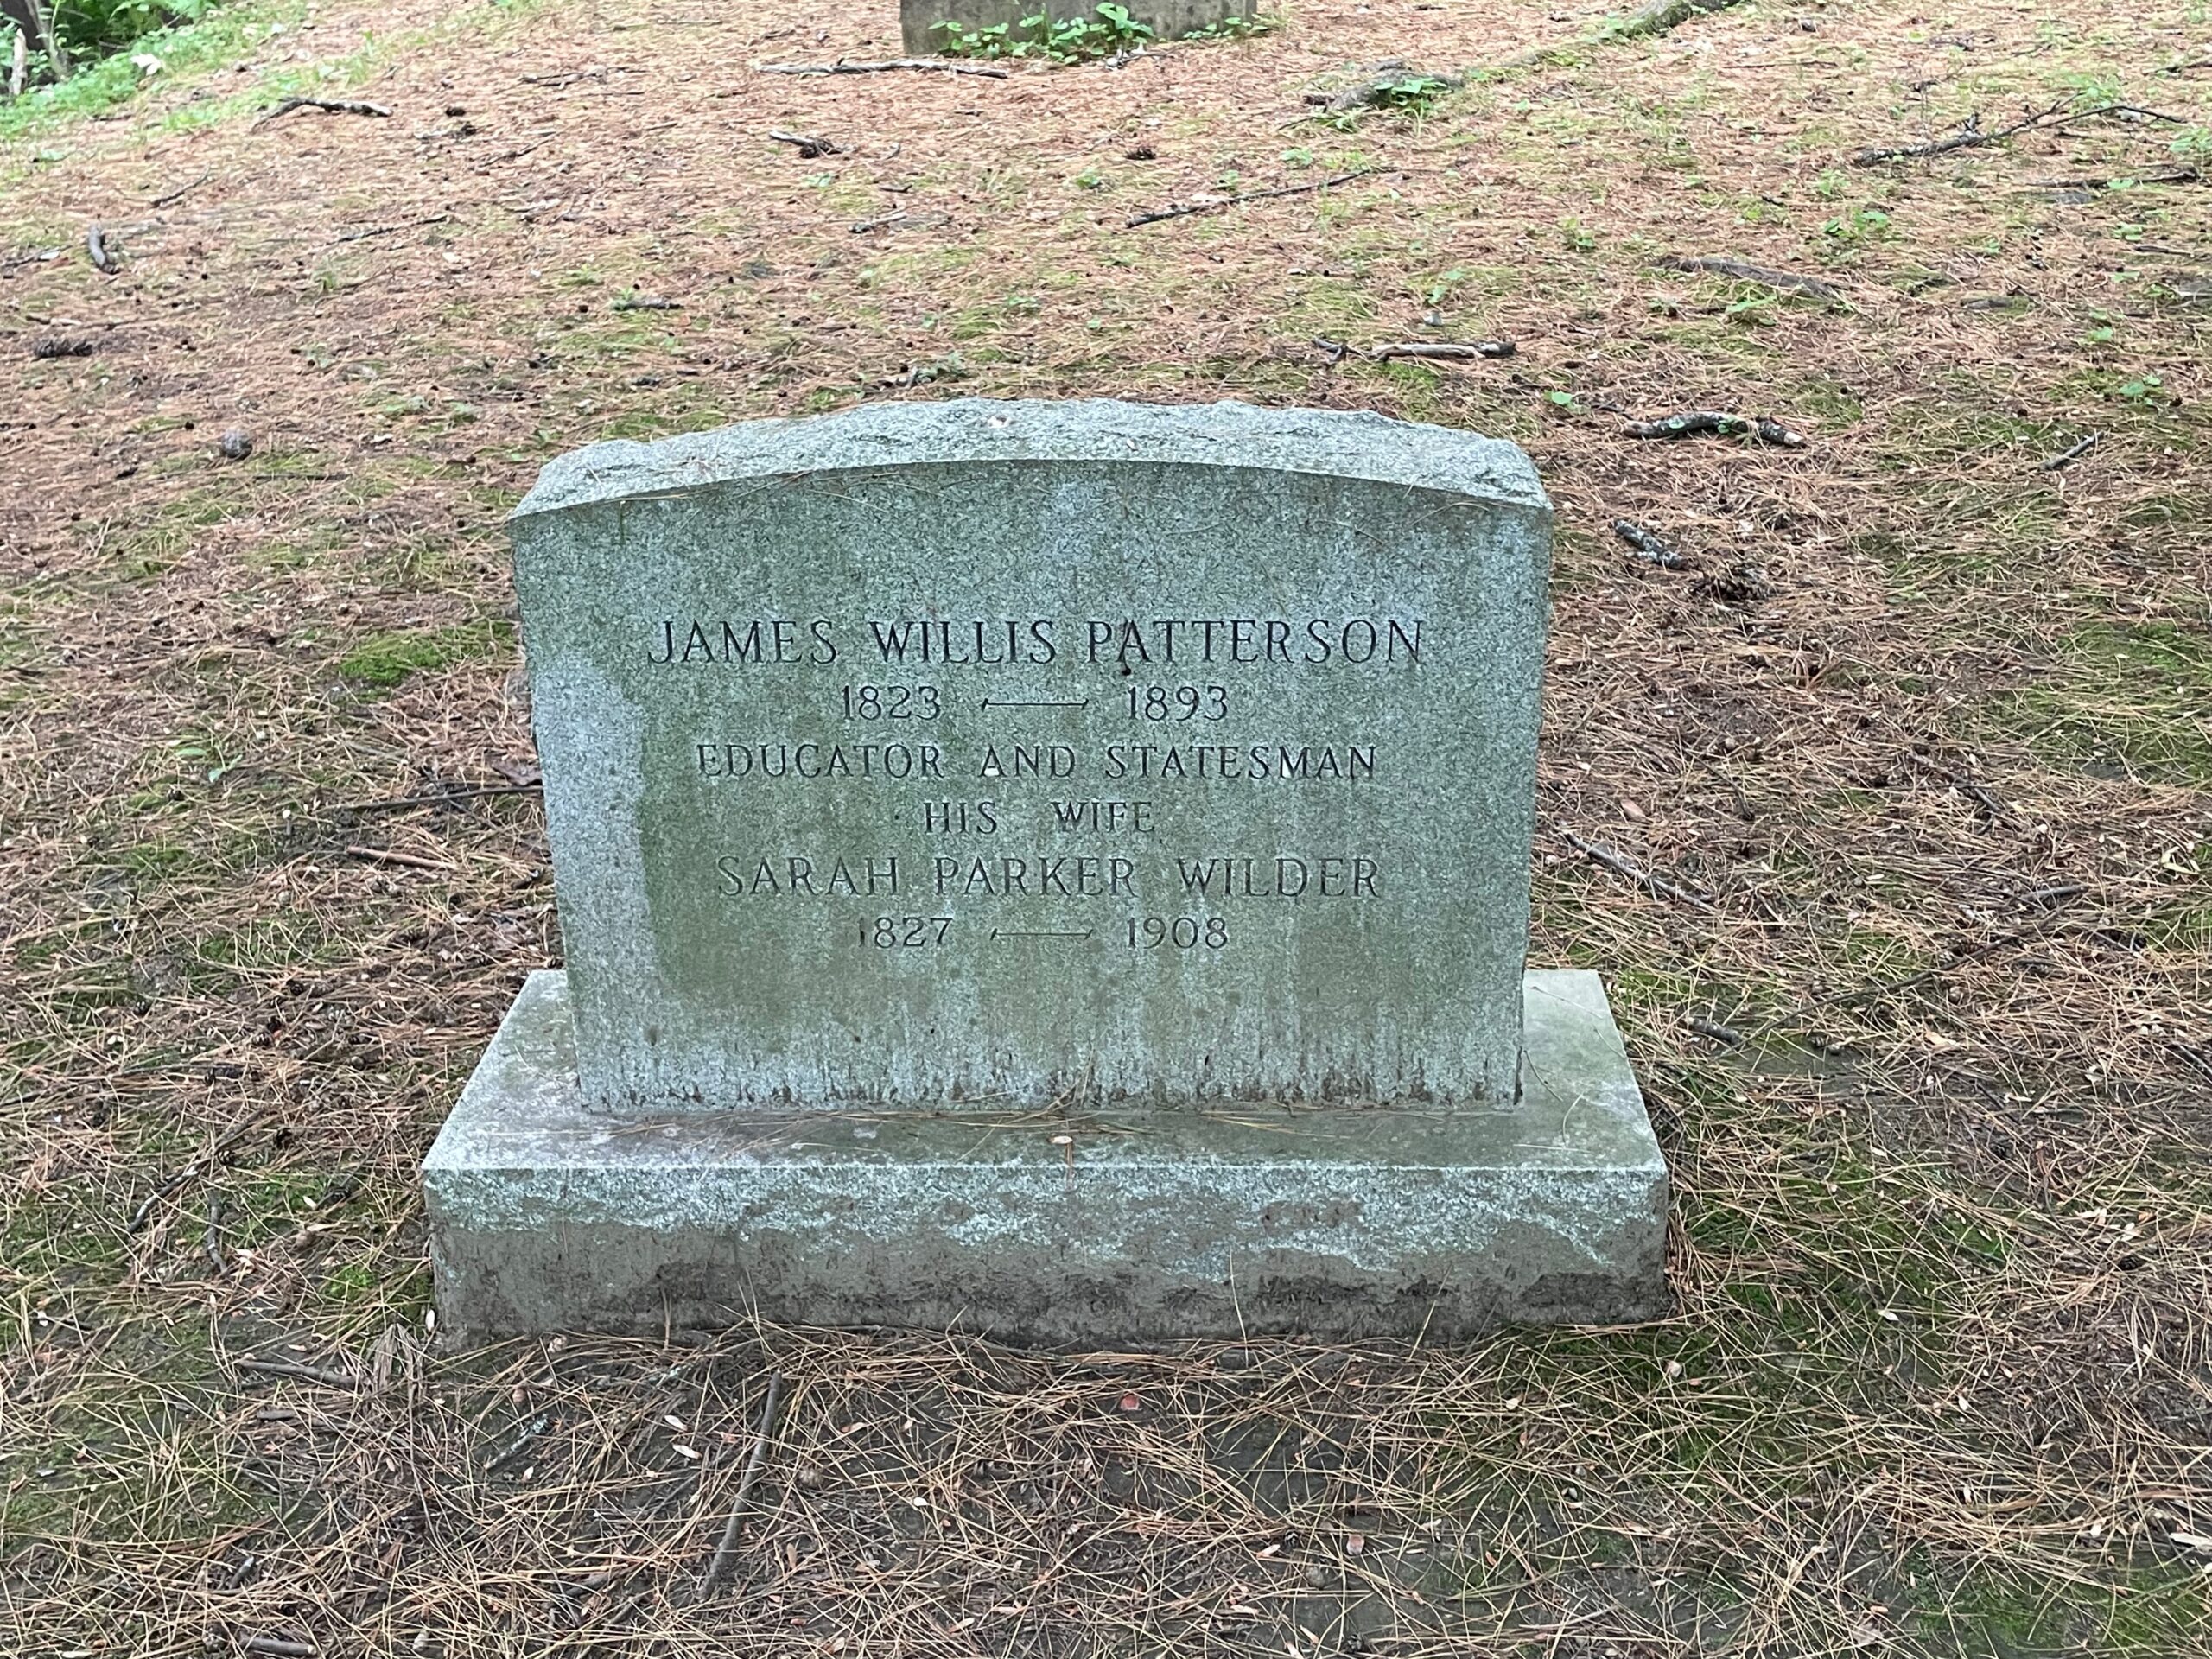 JAMES WILLIS PATTERSON
1823 — 1893
EDUCATOR AND STATESMAN
HIS WIFE
SARAH PARKER WILDER
1827 — 1908